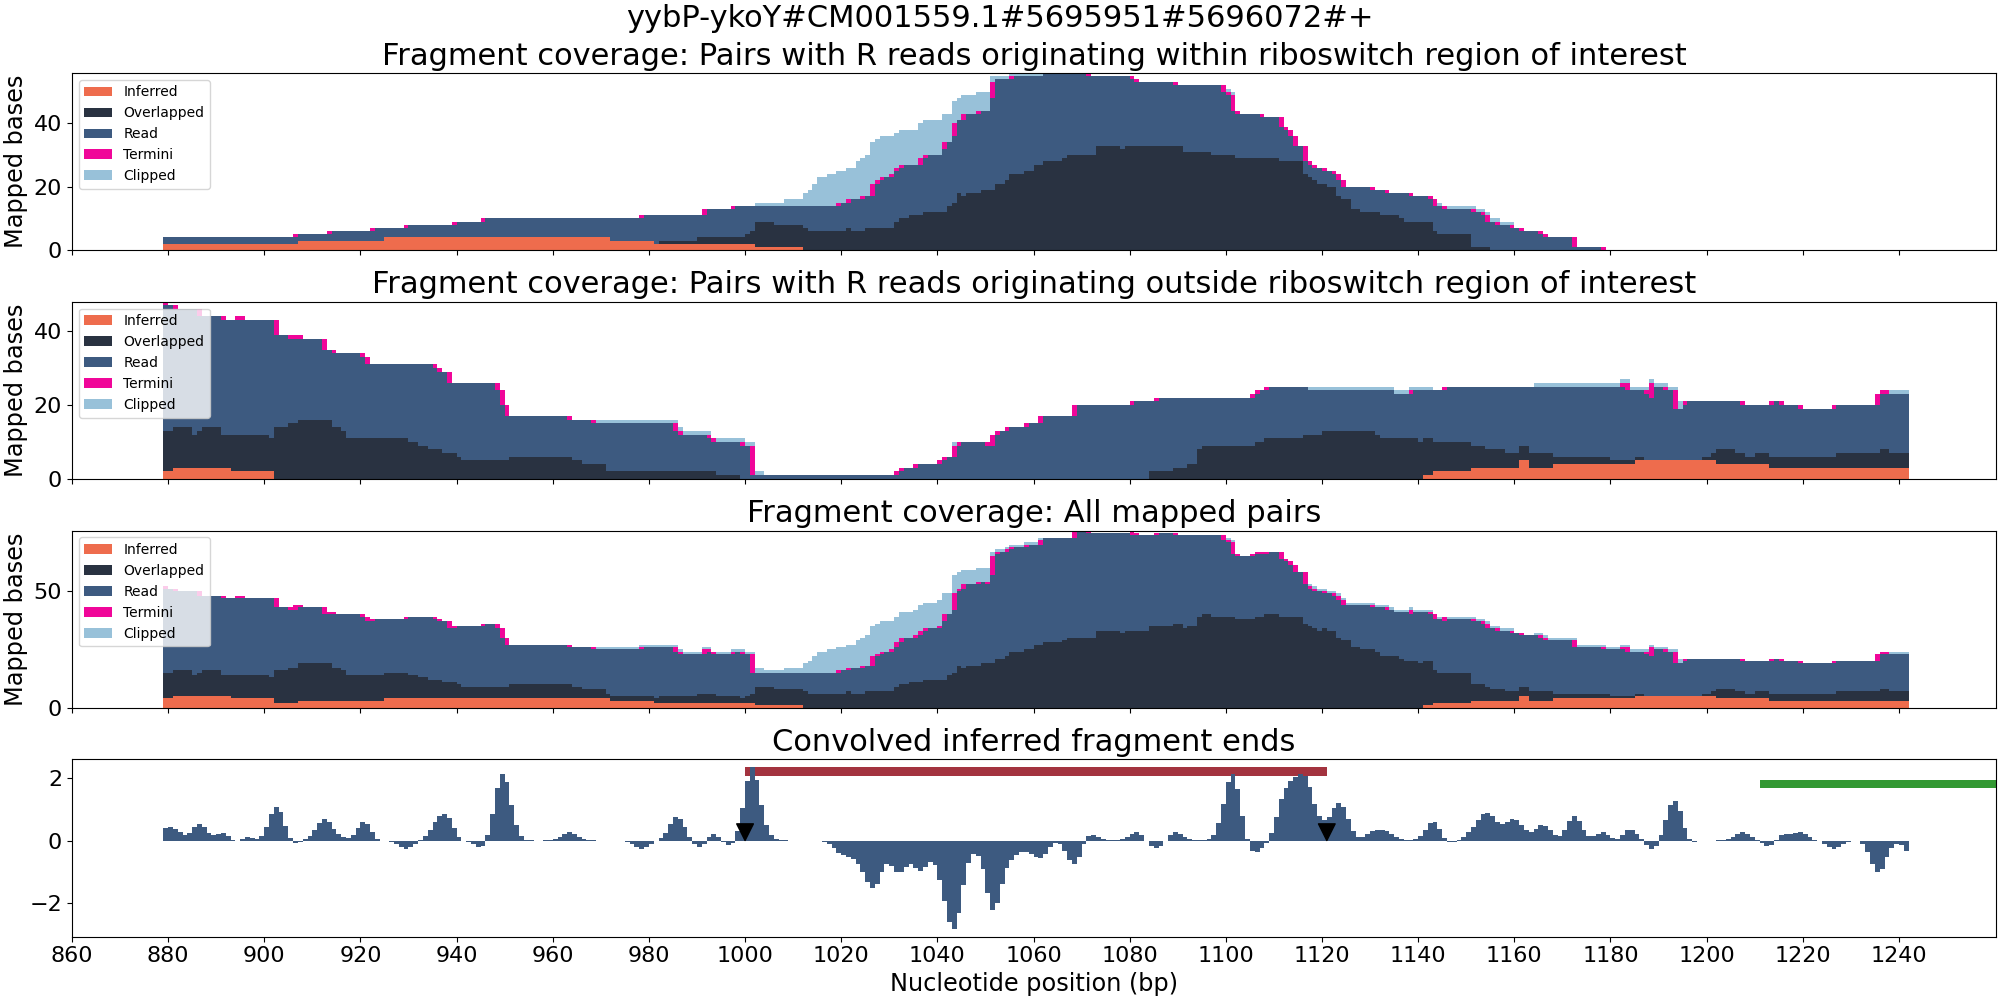 yybP-ykoY#CM001559.1#5695951#5696072#+
Fragment coverage: Pairs with R reads originating within riboswitch region of interest
Mapped bases
40
20
0
Inferred
Overlapped
Read
Termini
Clipped
Fragment coverage: Pairs with R reads originating outside riboswitch region of interest
Mapped bases
40
20
0
Inferred
Overlapped
Read
Termini
Clipped
Fragment coverage: All mapped pairs
Mapped bases
50
0
Inferred
Overlapped
Read
Termini
Clipped
Convolved inferred fragment ends
2
0
−2
860 880 900 920 940 960 980 1000 1020 1040 1060 1080 1100 1120 1140 1160 1180 1200 1220 1240
Nucleotide position (bp)